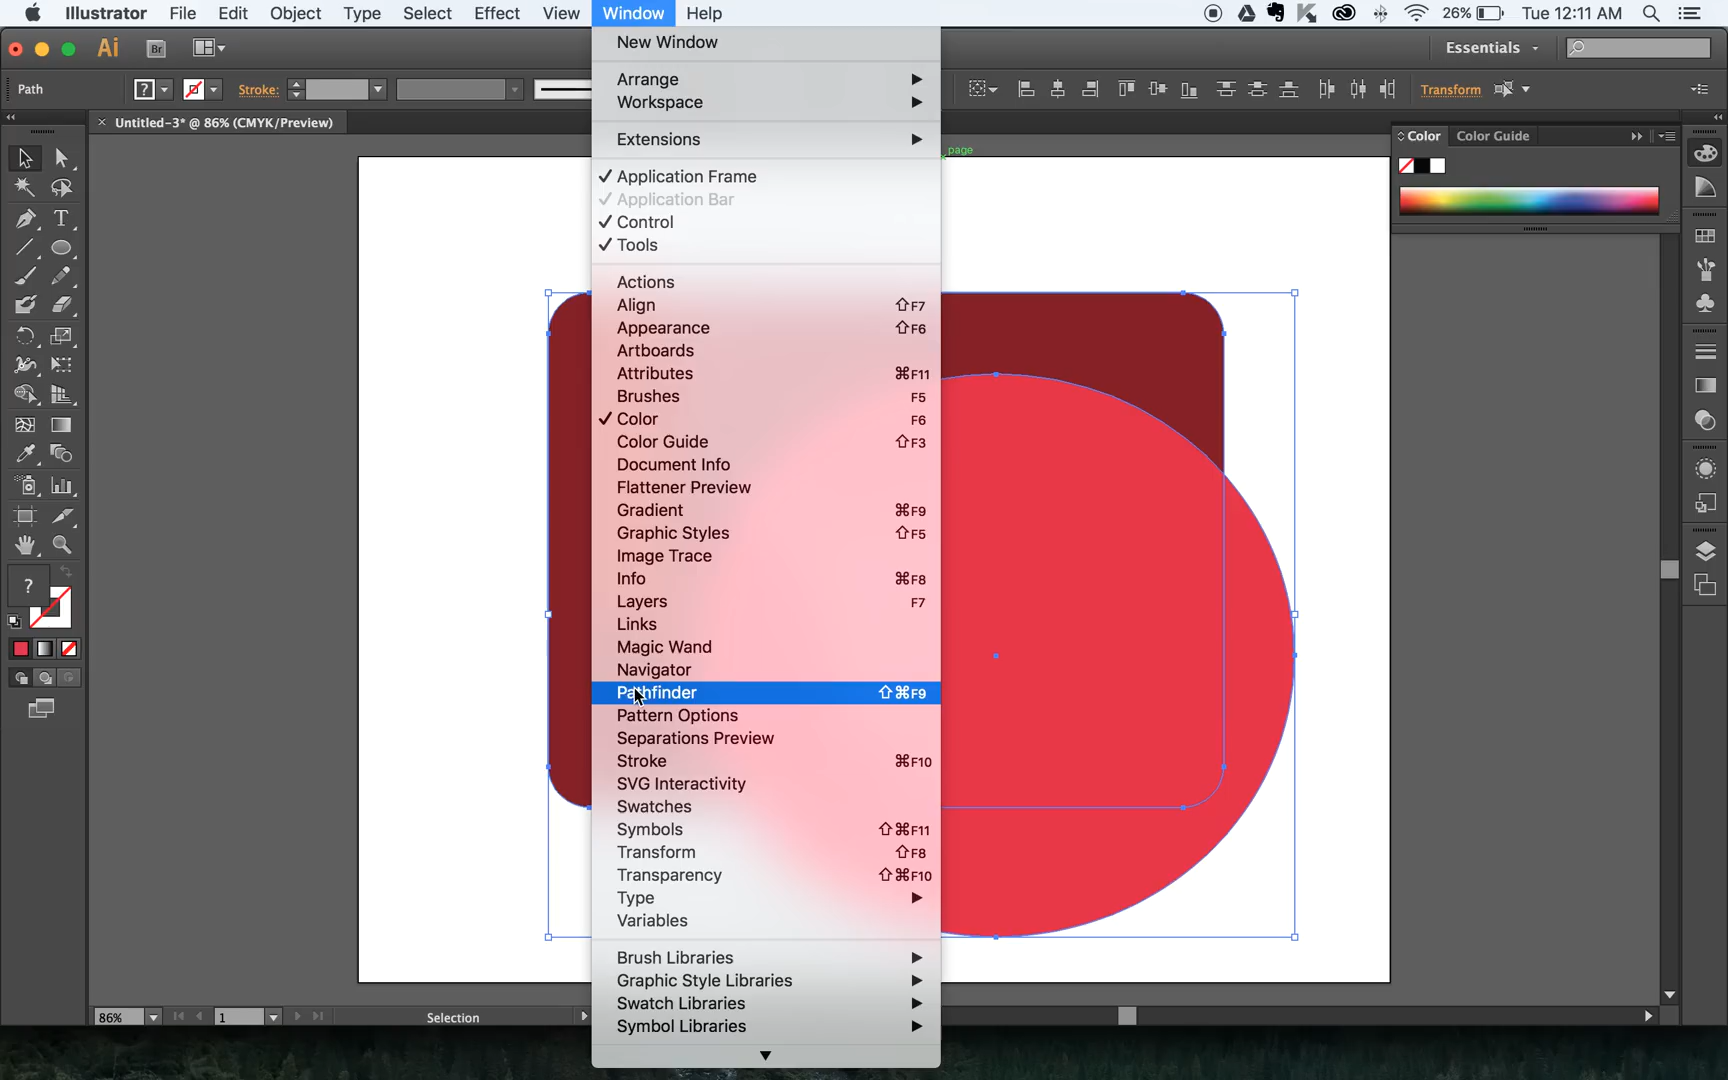 Illustrator File Edit Object Type Select Effect View Window Help 26% Tue 12:11 AM
Ai Br Essentials
Path ? Stroke: Transform
× Untitled-3* @ 86% (CMYK/Preview)
page
Color Color Guide
New Window
Arrange
Workspace
Extensions
✓ Application Frame
✓ Application Bar
✓ Control
✓ Tools
Actions
Align ⇧F7
Appearance ⇧F6
Artboards
Attributes ⌘F11
Brushes F5
✓ Color F6
Color Guide ⇧F3
Document Info
Flattener Preview
Gradient ⌘F9
Graphic Styles ⇧F5
Image Trace
Info ⌘F8
Layers F7
Links
Magic Wand
Navigator
Pathfinder ⇧⌘F9
Pattern Options
Separations Preview
Stroke ⌘F10
SVG Interactivity
Swatches
Symbols ⇧⌘F11
Transform ⇧F8
Transparency ⇧⌘F10
Type
Variables
Brush Libraries
Graphic Style Libraries
Swatch Libraries
Symbol Libraries
T
?
86% 1 Selection